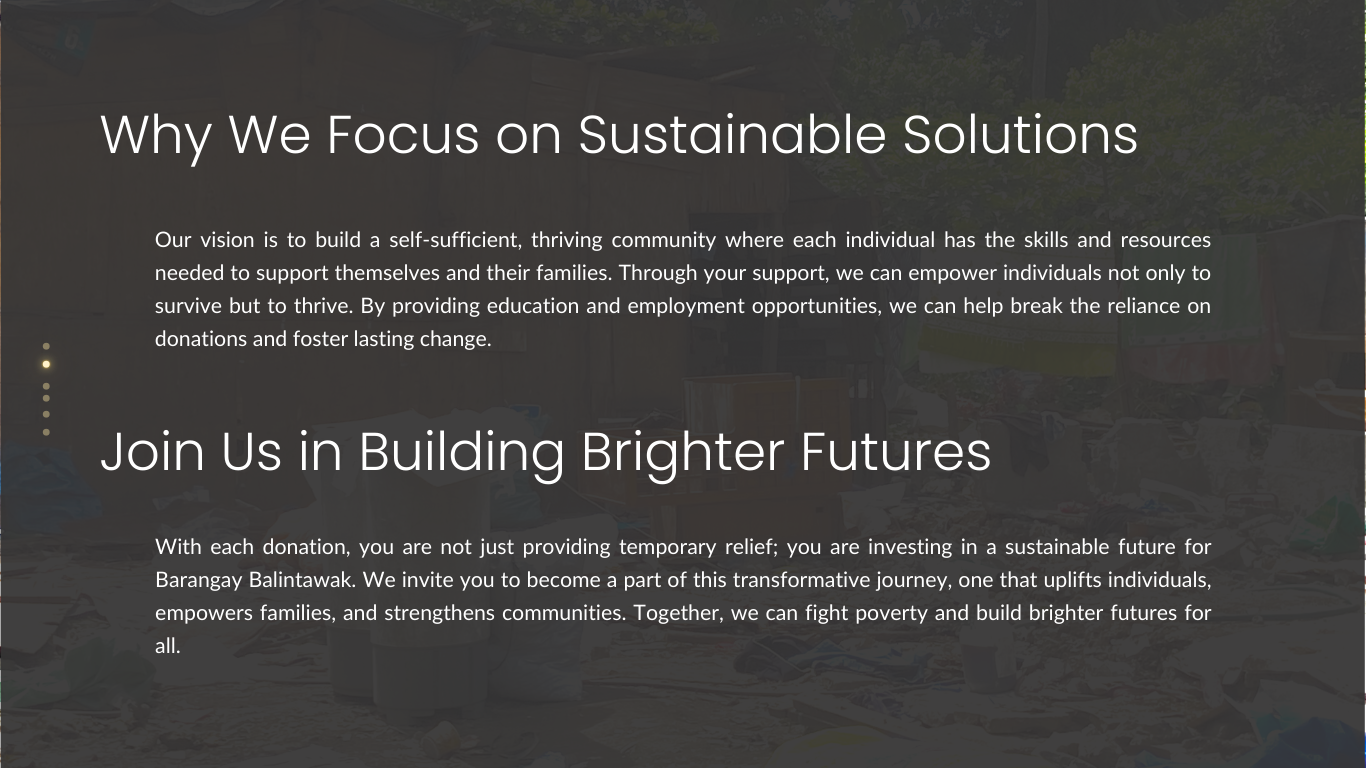 Why We Focus on Sustainable Solutions
Our vision is to build a self-sufficient, thriving community where each individual has the skills and resources
needed to support themselves and their families. Through your support, we can empower individuals not only to
survive but to thrive. By providing education and employment opportunities, we can help break the reliance on
donations and foster lasting change.
Join Us in Building Brighter Futures
With each donation, you are not just providing temporary relief; you are investing in a sustainable future for
Barangay Balintawak. We invite you to become a part of this transformative journey, one that uplifts individuals,
empowers families, and strengthens communities. Together, we can fight poverty and build brighter futures for
all.